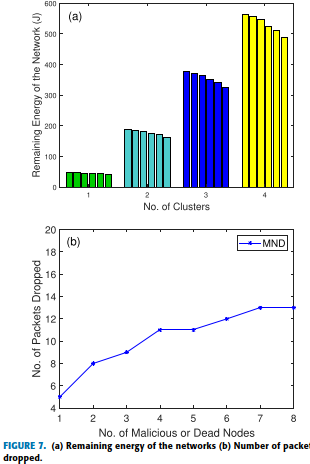 (a)
Remaining Energy of the Network (J)
600
500
400
300
200
100
0
1 2 3 4
No. of Clusters
(b)
MND
No. of Packets Dropped
20
18
16
14
12
10
8
6
4
1 2 3 4 5 6 7 8
No. of Malicious or Dead Nodes
FIGURE 7. (a) Remaining energy of the networks (b) Number of packet
dropped.